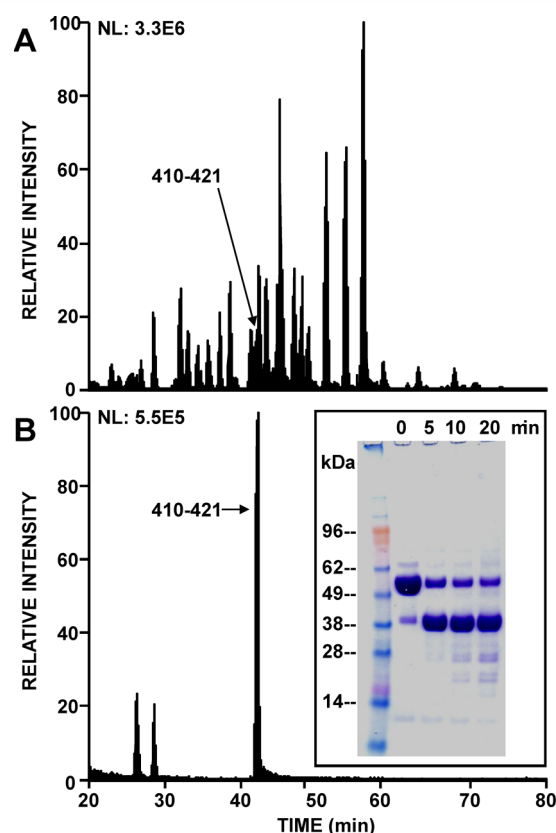 A
NL: 3.3E6
100
80
60
40
20
0
RELATIVE INTENSITY
410-421
B
NL: 5.5E5
100
80
60
40
20
0
RELATIVE INTENSITY
410-421
0 5 10 20 min
kDa
96--
62--
49--
38--
28--
14--
20 30 40 50 60 70 80
TIME (min)